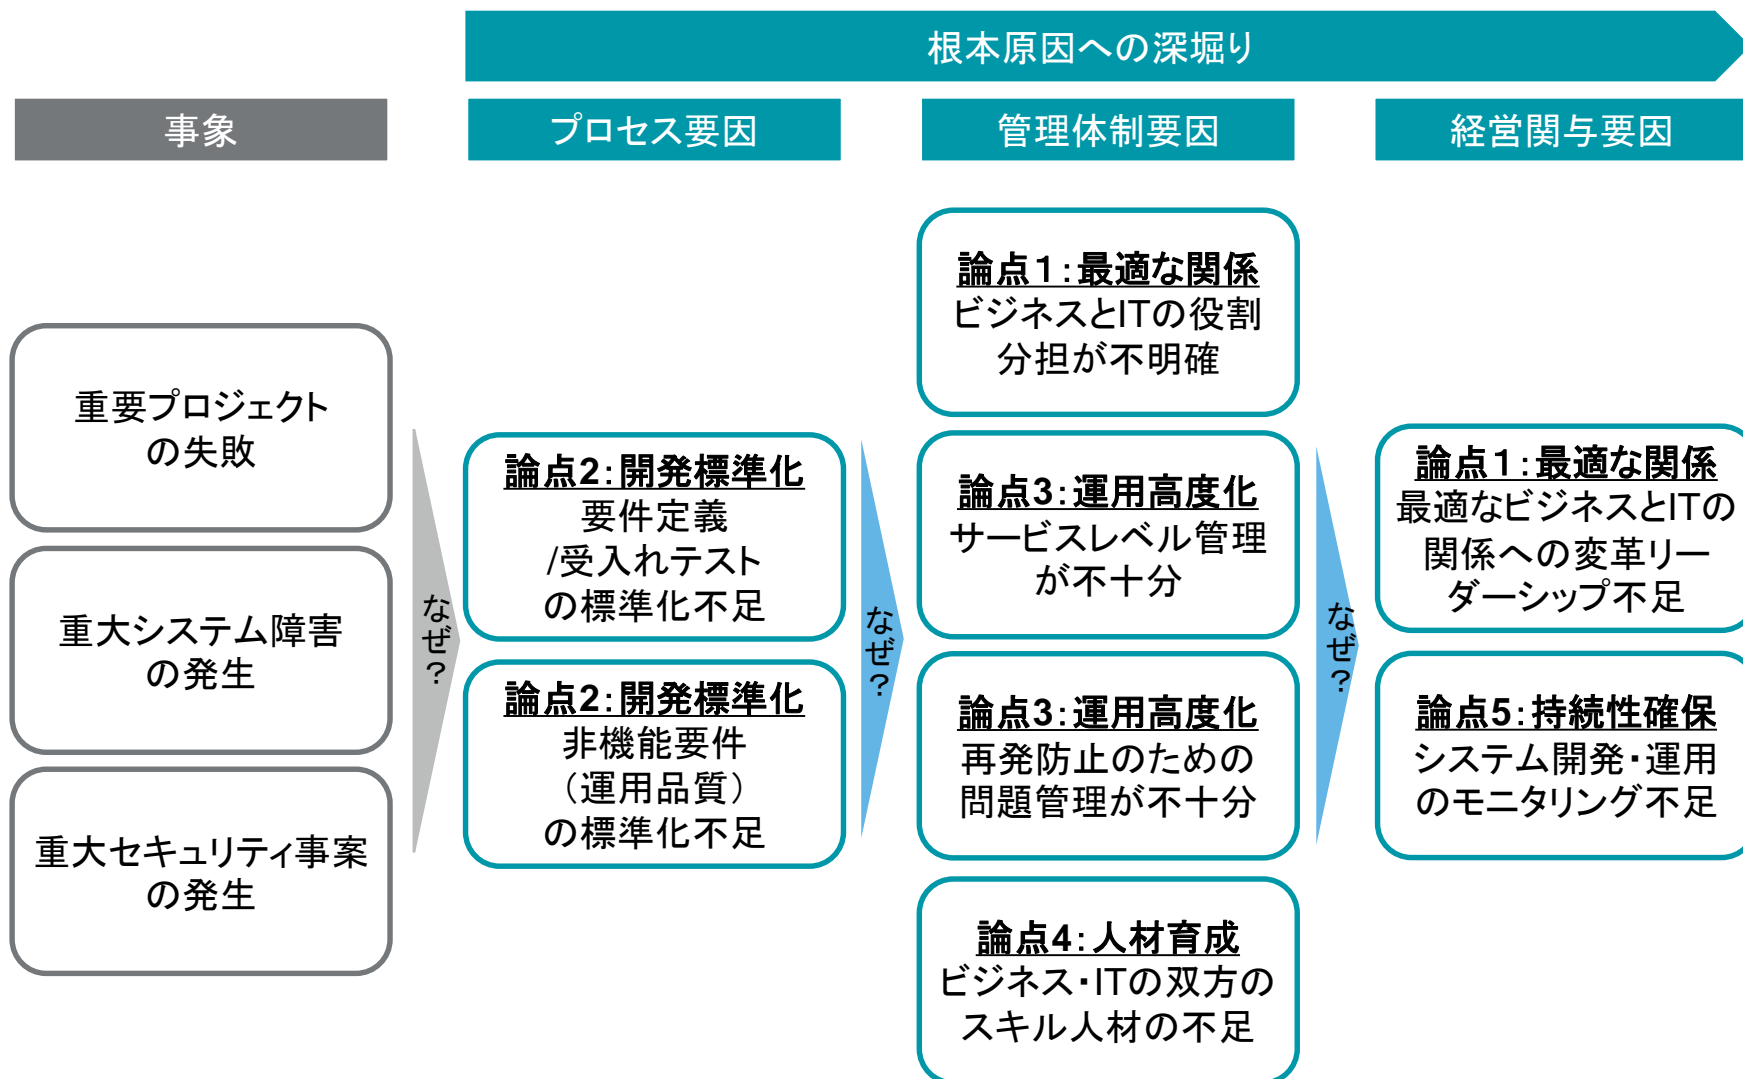 根本原因への深堀り
事象
プロセス要因
管理体制要因
経営関与要因
重要プロジェクト
の失敗
重大システム障害
の発生
重大セキュリティ事案
の発生
なぜ?
論点2:開発標準化
要件定義
/受入れテスト
の標準化不足
論点2:開発標準化
非機能要件
(運用品質)
の標準化不足
なぜ?
論点1:最適な関係
ビジネスとITの役割
分担が不明確
論点3:運用高度化
サービスレベル管理
が不十分
論点3:運用高度化
再発防止のための
問題管理が不十分
論点4:人材育成
ビジネス・ITの双方の
スキル人材の不足
なぜ?
論点1:最適な関係
最適なビジネスとITの
関係への変革リー
ダーシップ不足
論点5:持続性確保
システム開発・運用
のモニタリング不足